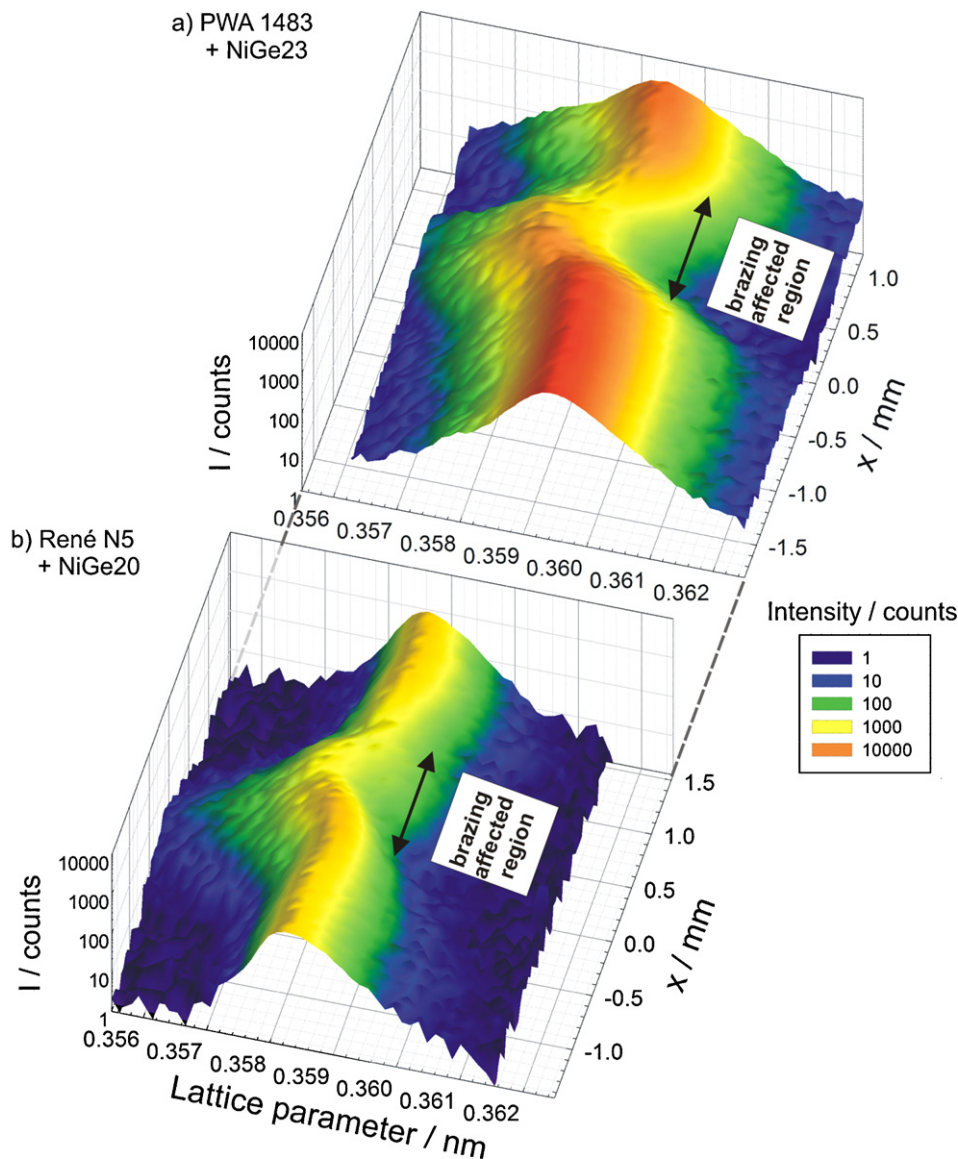 a) PWA 1483
+ NiGe23
brazing
affected
region
1.0
0.5
0.0
-0.5
-1.0
-1.5
x / mm
10000
1000
100
10
1
I / counts
0.356
0.357
0.358
0.359
0.360
0.361
0.362
b) René N5
+ NiGe20
Intensity / counts
1
10
100
1000
10000
brazing
affected
region
1.5
1.0
0.5
0.0
-0.5
-1.0
x / mm
10000
1000
100
10
1
I / counts
0.356
0.357
0.358
0.359
0.360
0.361
0.362
Lattice parameter / nm